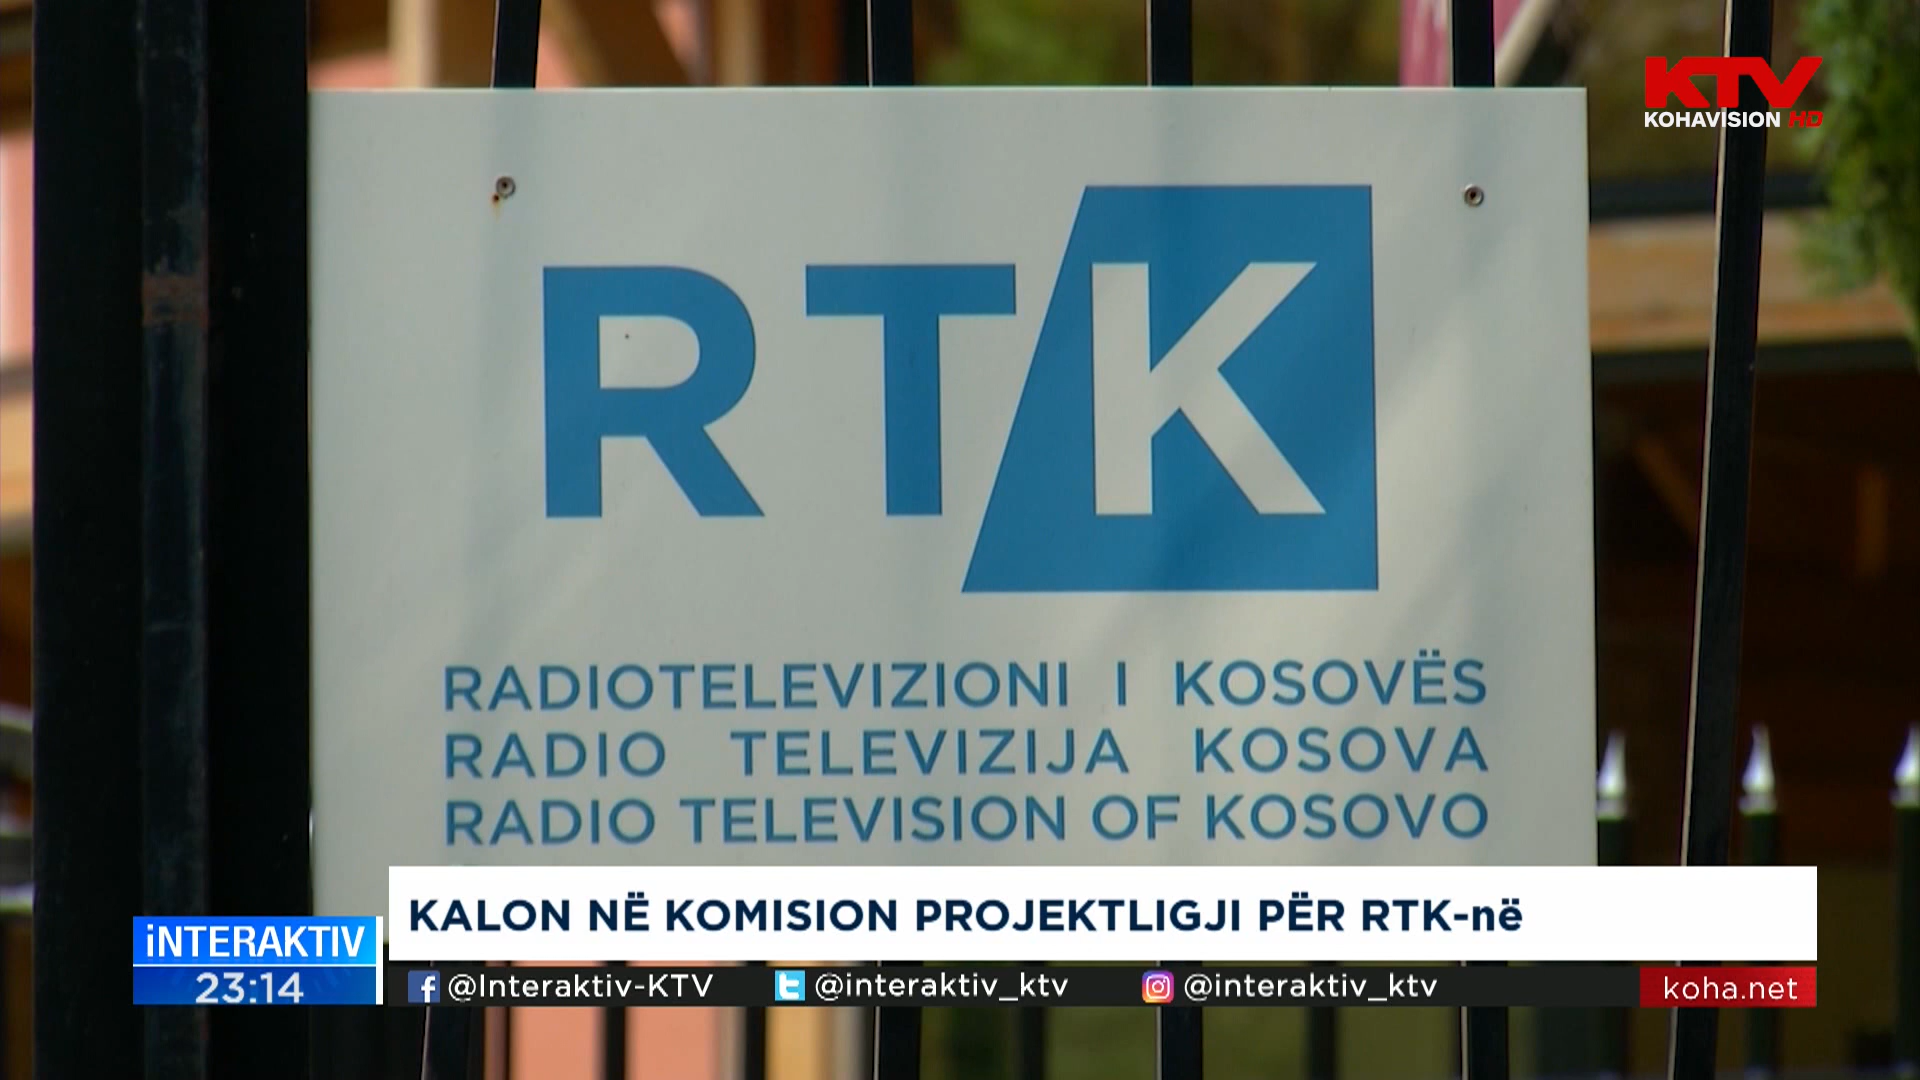 KTV
KOHAVISION HD
RTK
RADIOTELEVIZIONI I KOSOVËS
RADIO TELEVIZIJA KOSOVA
RADIO TELEVISION OF KOSOVO
KALON NË KOMISION PROJEKTLIGJI PËR RTK-në
iNTERAKTIV
23:14
@Interaktiv-KTV
@interaktiv_ktv
@interaktiv_ktv
koha.net